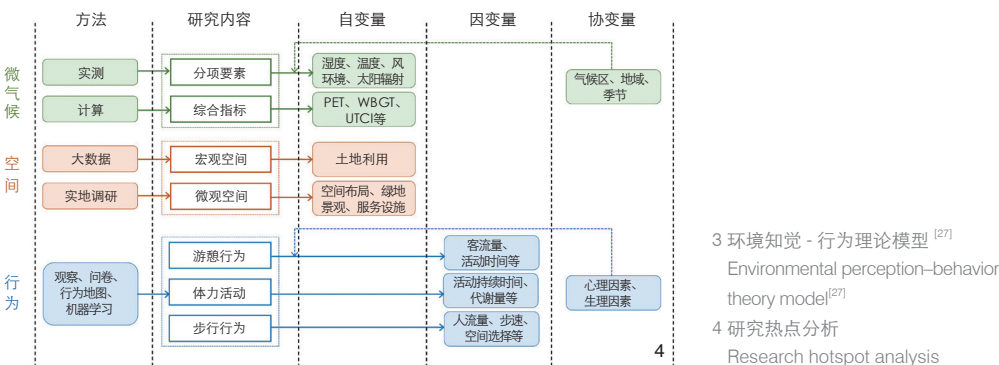 方法
研究内容
自变量
因变量
协变量
微气候
实测
分项要素
湿度、温度、风
环境、太阳辐射
气候区、地域、
季节
计算
综合指标
PET、WBGT、
UTCI等
空间
大数据
宏观空间
土地利用
实地调研
微观空间
空间布局、绿地
景观、服务设施
行为
观察、问卷、
行为地图、
机器学习
游憩行为
客流量、
活动时间等
体力活动
活动持续时间、
代谢量等
心理因素、
生理因素
步行行为
人流量、步速、
空间选择等
4
3 环境知觉 - 行为理论模型 [27]
Environmental perception–behavior
theory model[27]
4 研究热点分析
Research hotspot analysis